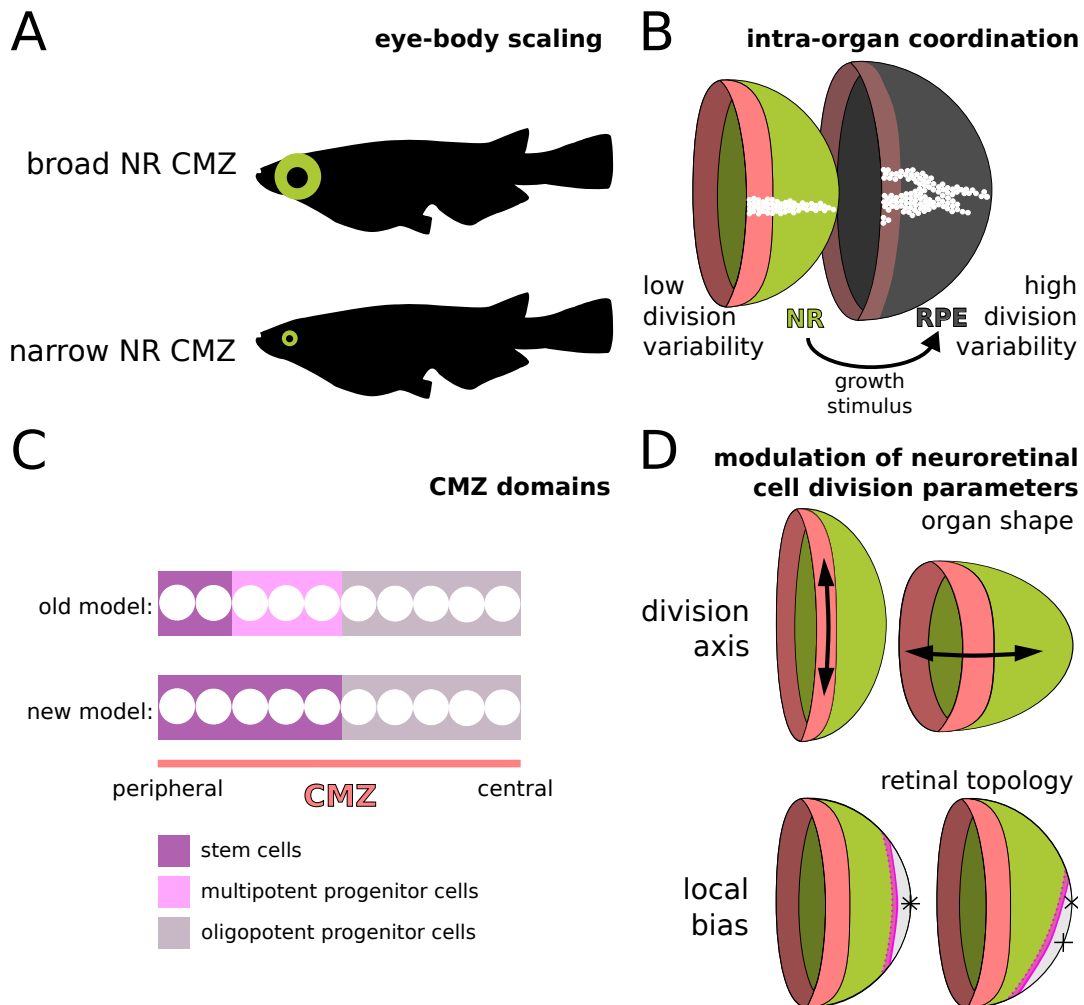 A
eye-body scaling
broad NR CMZ
narrow NR CMZ
B
intra-organ coordination
low
division
variability
NR
RPE
high
division
variability
growth
stimulus
C
CMZ domains
old model:
new model:
peripheral
CMZ
central
stem cells
multipotent progenitor cells
oligopotent progenitor cells
D
modulation of neuroretinal
cell division parameters
organ shape
division
axis
retinal topology
local
bias